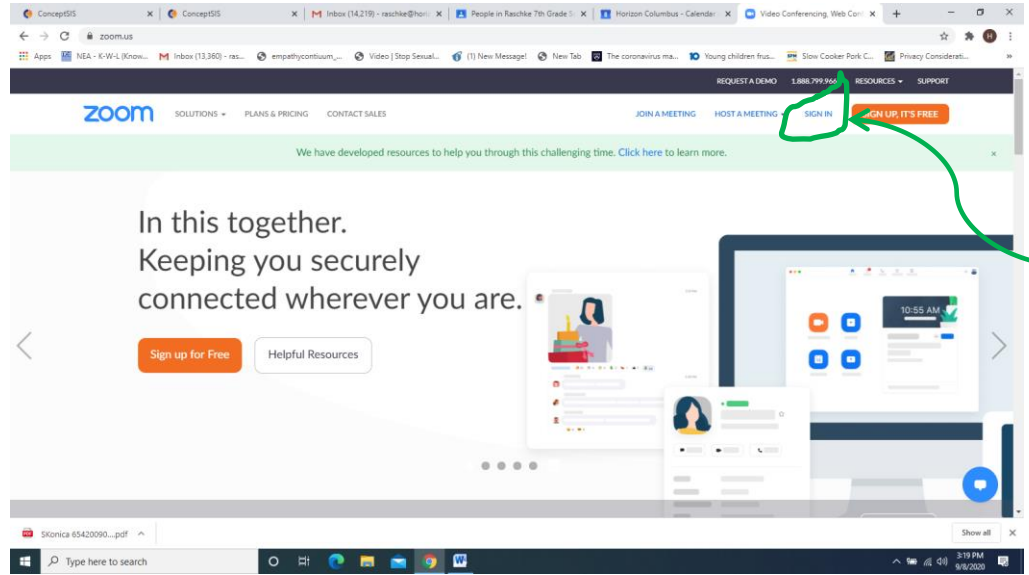 ConceptSIS
ConceptSIS
Inbox (14,219) - raschke@hori
People in Raschke 7th Grade S
Horizon Columbus - Calendar
Video Conferencing, Web Con
zoom.us
H
Apps
NEA - K-W-L (Know...
Inbox (13,360) - ras...
empathycontiuum_...
Video | Stop Sexual...
(1) New Message!
New Tab
The coronavirus ma...
Young children frus...
Slow Cooker Pork C...
Privacy Considerati...
REQUEST A DEMO 1.888.799.966 RESOURCES SUPPORT
zoom SOLUTIONS PLANS & PRICING CONTACT SALES JOIN A MEETING HOST A MEETING SIGN IN SIGN UP, IT'S FREE
We have developed resources to help you through this challenging time. Click here to learn more.
In this together.
Keeping you securely
connected wherever you are.
Sign up for Free Helpful Resources
10:55 AM
SKonica 65420090....pdf Show all
Type here to search
3:19 PM
9/8/2020